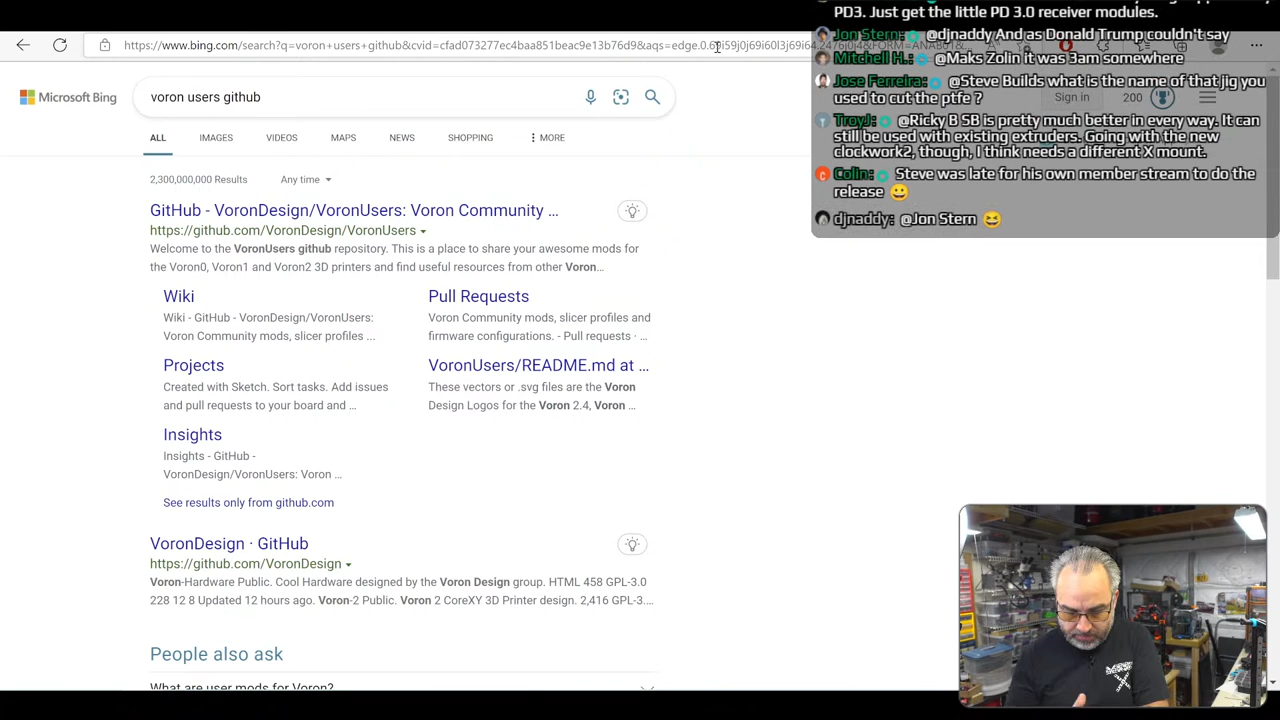 https://www.bing.com/search?q=voron+users+github&cvid=cfad073277ec4baa851beac9e13b76d9&aqs=edge.0.69i59j0j69i60l3j69i64.2476j0j4&FORM=ANAB01&...
Microsoft Bing
voron users github
Sign in
200
ALL
IMAGES
VIDEOS
MAPS
NEWS
SHOPPING
MORE
2,300,000,000 Results
Any time
GitHub - VoronDesign/VoronUsers: Voron Community ...
https://github.com/VoronDesign/VoronUsers
Welcome to the VoronUsers github repository. This is a place to share your awesome mods for
the Voron0, Voron1 and Voron2 3D printers and find useful resources from other Voron...
Wiki
Wiki - GitHub - VoronDesign/VoronUsers:
Voron Community mods, slicer profiles ...
Pull Requests
Voron Community mods, slicer profiles and
firmware configurations. - Pull requests · ...
Projects
Created with Sketch. Sort tasks. Add issues
and pull requests to your board and ...
VoronUsers/README.md at ...
These vectors or .svg files are the Voron
Design Logos for the Voron 2.4, Voron ...
Insights
Insights - GitHub -
VoronDesign/VoronUsers: Voron ...
See results only from github.com
VoronDesign · GitHub
https://github.com/VoronDesign
Voron-Hardware Public. Cool Hardware designed by the Voron Design group. HTML 458 GPL-3.0
228 12 8 Updated 12 hours ago. Voron-2 Public. Voron 2 CoreXY 3D Printer design. 2,416 GPL-3....
People also ask
What are user mods for Voron?
PD3. Just get the little PD 3.0 receiver modules.
Jon Stern: @djnaddy And as Donald Trump couldn't say
Mitchell H.: @Maks Zolin it was 3am somewhere
Jose Ferreira: @Steve Builds what is the name of that jig you
used to cut the ptfe ?
TroyJ: @Ricky B SB is pretty much better in every way. It can
still be used with existing extruders. Going with the new
clockwork2, though, I think needs a different X mount.
Colin: Steve was late for his own member stream to do the
release 😀
djnaddy: @Jon Stern 😆